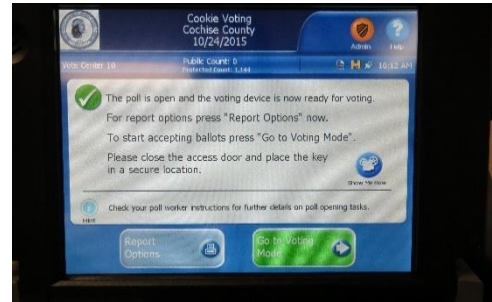 Cookie Voting
Cochise County
10/24/2015
Admin
Help
Vote Center 10
Public Count: 0
Protected Count: 1,144
10:12 AM
The poll is open and the voting device is now ready for voting.
For report options press "Report Options" now.
To start accepting ballots press "Go to Voting Mode".
Please close the access door and place the key
in a secure location.
Show Me How
Hint
Check your poll worker instructions for further details on poll opening tasks.
Report
Options
Go to Voting
Mode